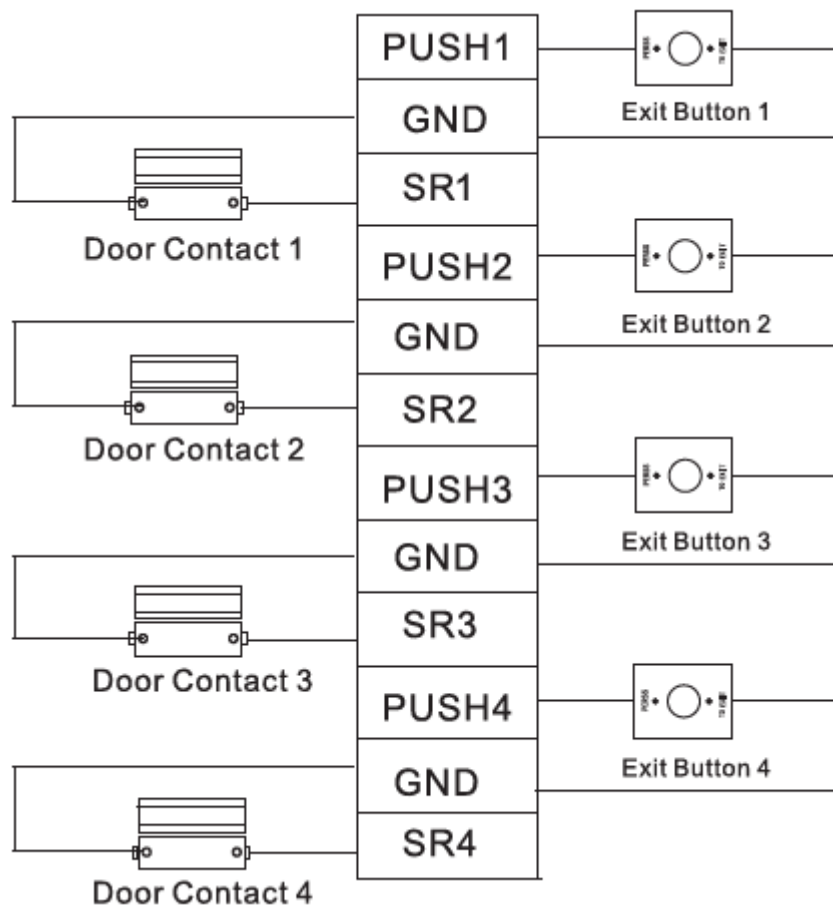 PUSH1
Exit Button 1
GND
SR1
Door Contact 1
PUSH2
Exit Button 2
GND
SR2
Door Contact 2
PUSH3
Exit Button 3
GND
SR3
Door Contact 3
PUSH4
Exit Button 4
GND
SR4
Door Contact 4